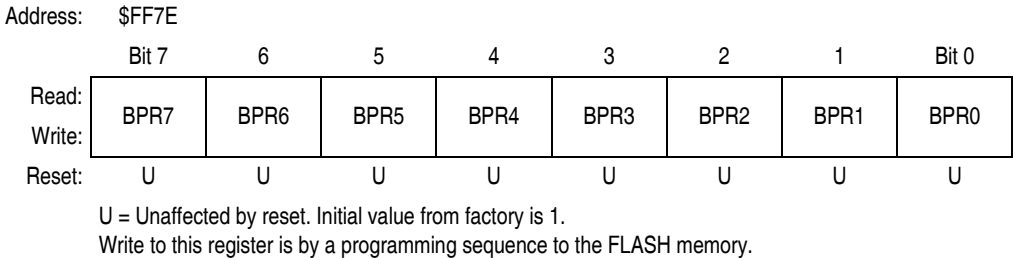 Address: $FF7E
Bit 7 6 5 4 3 2 1 Bit 0
Read:
BPR7 BPR6 BPR5 BPR4 BPR3 BPR2 BPR1 BPR0
Write:
Reset: U U U U U U U U
U = Unaffected by reset. Initial value from factory is 1.
Write to this register is by a programming sequence to the FLASH memory.